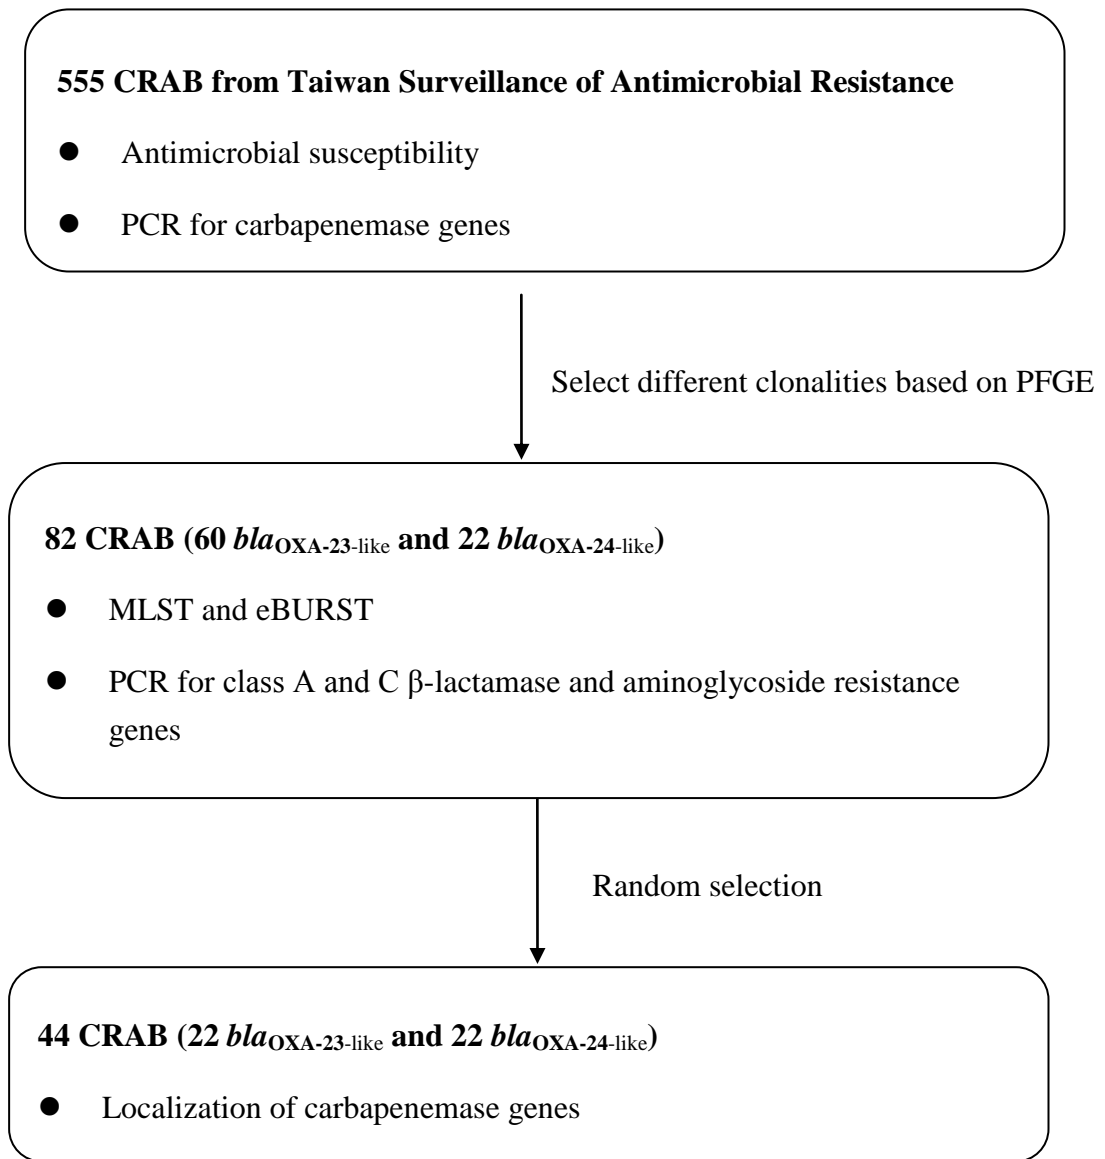 555 CRAB from Taiwan Surveillance of Antimicrobial Resistance
● Antimicrobial susceptibility
● PCR for carbapenemase genes
Select different clonalities based on PFGE
82 CRAB (60 blaOXA-23-like and 22 blaOXA-24-like)
● MLST and eBURST
● PCR for class A and C β-lactamase and aminoglycoside resistance
genes
Random selection
44 CRAB (22 blaOXA-23-like and 22 blaOXA-24-like)
● Localization of carbapenemase genes